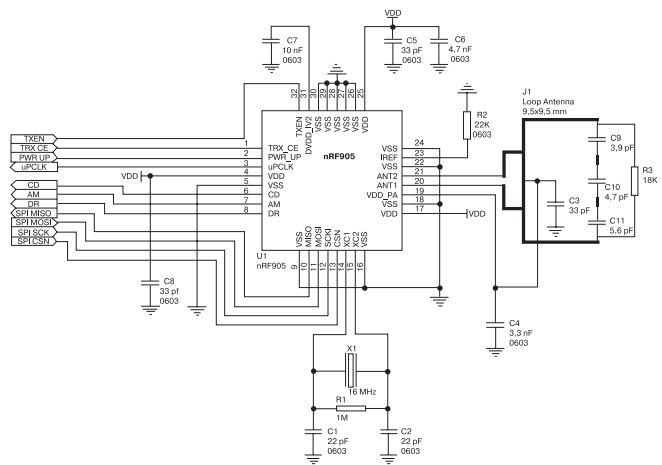 VDD
C7
10 nF
0603
C5
33 pF
0603
C6
4,7 nF
0603
J1
Loop Antenna
9,5x9,5 mm
32 31 30 29 28 27 26 25
TXEN
DVDD_IV2
VSS
VSS
VSS
VSS
VSS
VDD
nRF905
R2
22K
0603
C9
3,9 pF
C10
4,7 pF
C11
5,6 pF
R3
18K
C3
33 pF
TXEN
TRX CE
PWR UP
uPCLK
CD
AM
DR
SPI MISO
SPI MOSI
SPI SCK
SPI CSN
VDD
1 TRX_CE
2 PWR_UP
3 uPCLK
4 VDD
5 VSS
6 CD
7 AM
8 DR
VSS 24
IREF 23
VSS 22
ANT2 21
ANT1 20
VDD_PA 19
VSS 18
VDD 17
VDD
VSS
MISO
MOSI
SCKI
CSN
XC1
XC2
VSS
9 10 11 12 13 14 15 16
U1
nRF905
C8
33 pf
0603
C4
3,3 nF
0603
X1
16 MHz
R1
1M
C1
22 pF
0603
C2
22 pF
0603